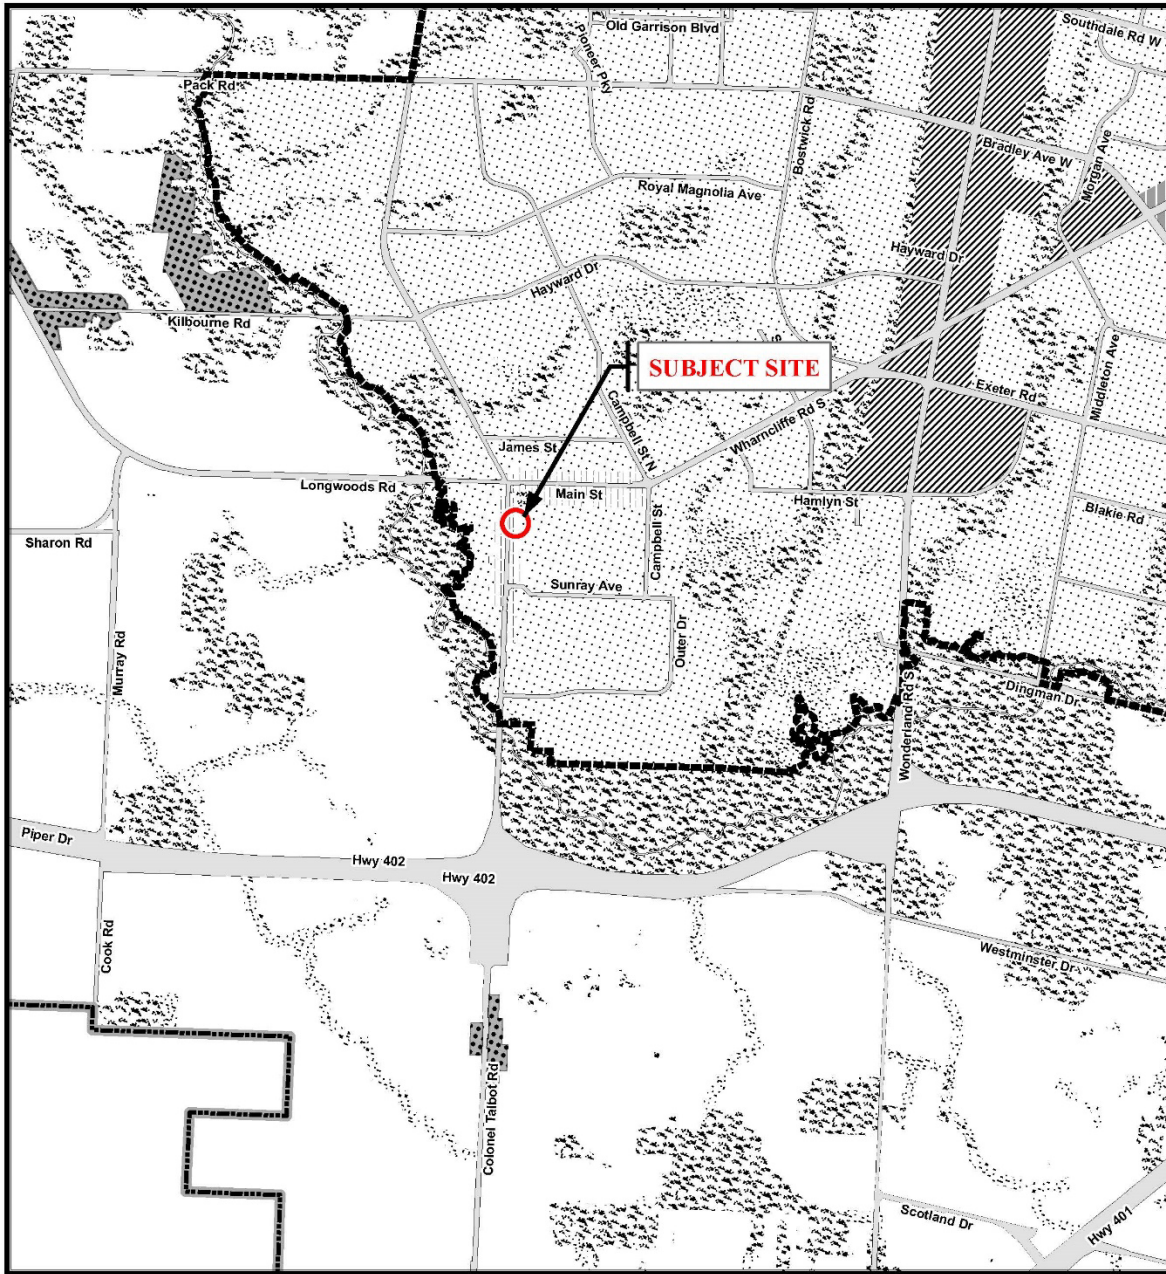 Old Garrison Blvd
Southdale Rd W
Pioneer Pky
Pack Rd
Bostwick Rd
Bradley Ave W
Morgan Ave
Royal Magnolia Ave
Hayward Dr
Hayward Dr
Kilbourne Rd
S
SUBJECT SITE
Middleton Ave
Exeter Rd
Campbell St N
Wharncliffe Rd S
James St
Longwoods Rd
Main St
Hamlyn St
Blakie Rd
Sharon Rd
Campbell St
Sunray Ave
Murray Rd
Outer Dr
Dingman Dr
Wonderland Rd S
Piper Dr
Hwy 402
Hwy 402
Cook Rd
Westminster Dr
Colonel Talbot Rd
Scotland Dr
Hwy 401